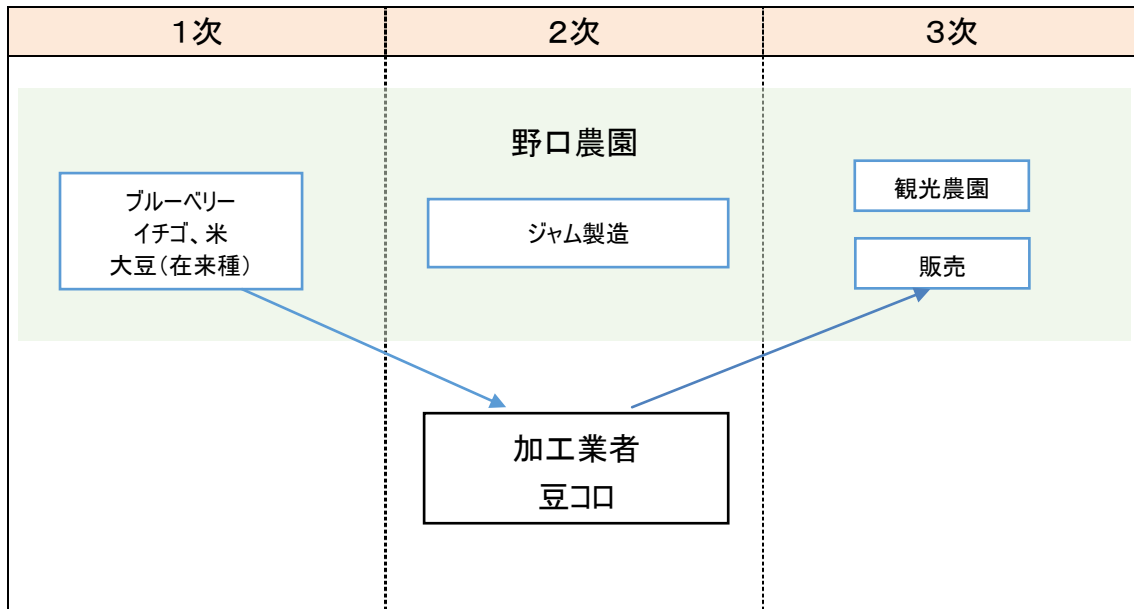 １次
２次
３次
野口農園
ブルーベリー
イチゴ、米
大豆(在来種)
ジャム製造
観光農園
販売
加工業者
豆コロ